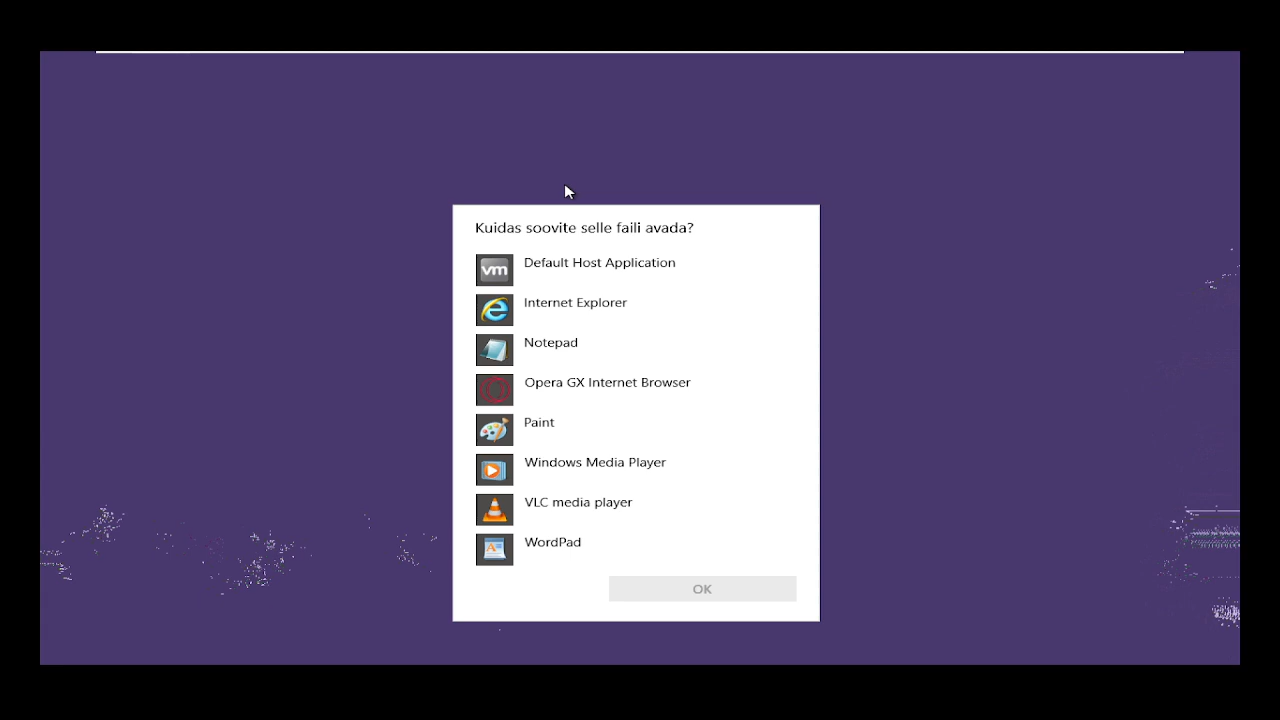 Kuidas soovite selle faili avada?
vm
Default Host Application
Internet Explorer
Notepad
Opera GX Internet Browser
Paint
Windows Media Player
VLC media player
WordPad
OK